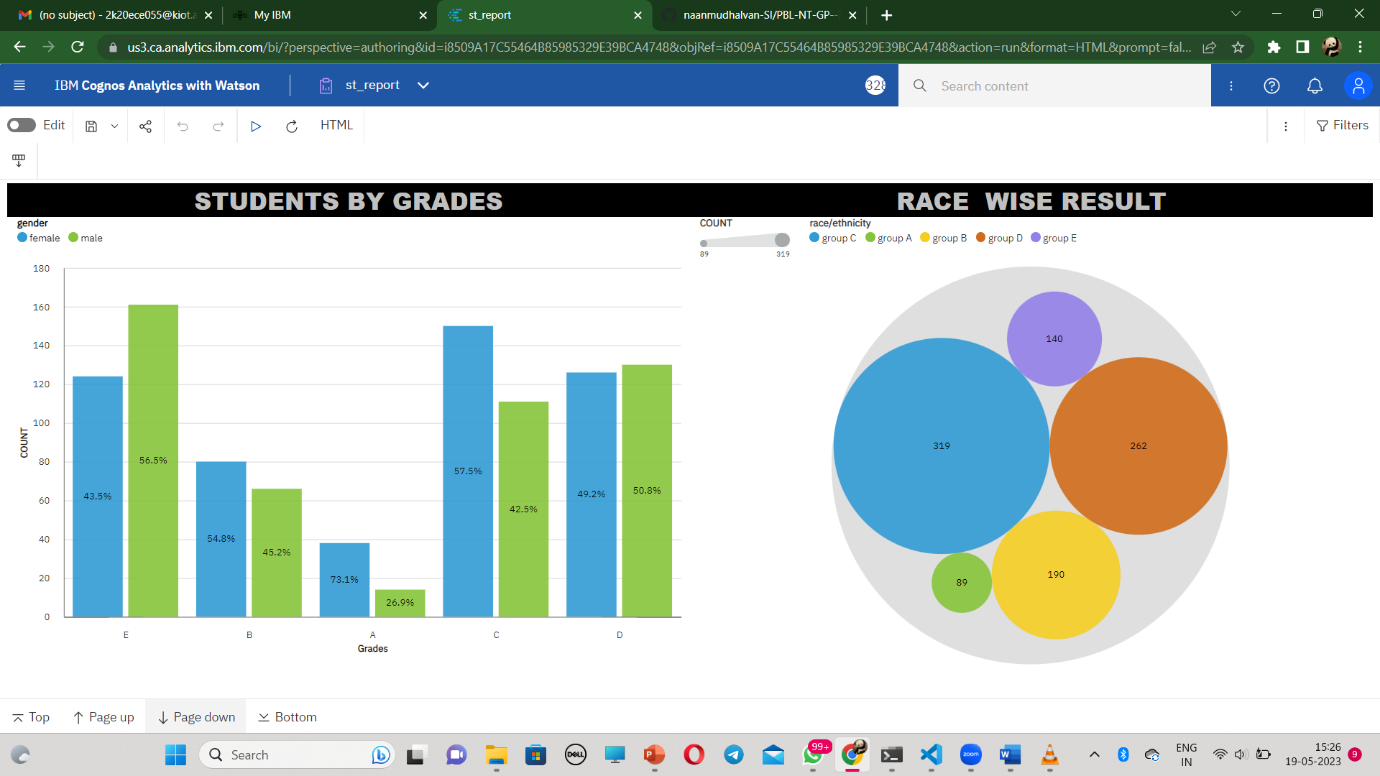 (no subject) - 2k20ece055@kiot.a
My IBM
st_report
naanmudhalvan-SI/PBL-NT-GP--
us3.ca.analytics.ibm.com/bi/?perspective=authoring&id=i8509A17C55464B85985329E39BCA4748&objRef=i8509A17C55464B85985329E39BCA4748&action=run&format=HTML&prompt=fal...
IBM Cognos Analytics with Watson
st_report
Search content
Edit
HTML
Filters
STUDENTS BY GRADES
RACE WISE RESULT
gender
female male
COUNT
89 319
race/ethnicity
group C group A group B group D group E
180
160
140
120
100
80
60
40
20
0
COUNT
43.5%
56.5%
54.8%
45.2%
73.1%
26.9%
57.5%
42.5%
49.2%
50.8%
E B A C D
Grades
140
319
262
89
190
Top Page up Page down Bottom
Search
DELL
99+
zoom
ENG
IN
15:26
19-05-2023
9